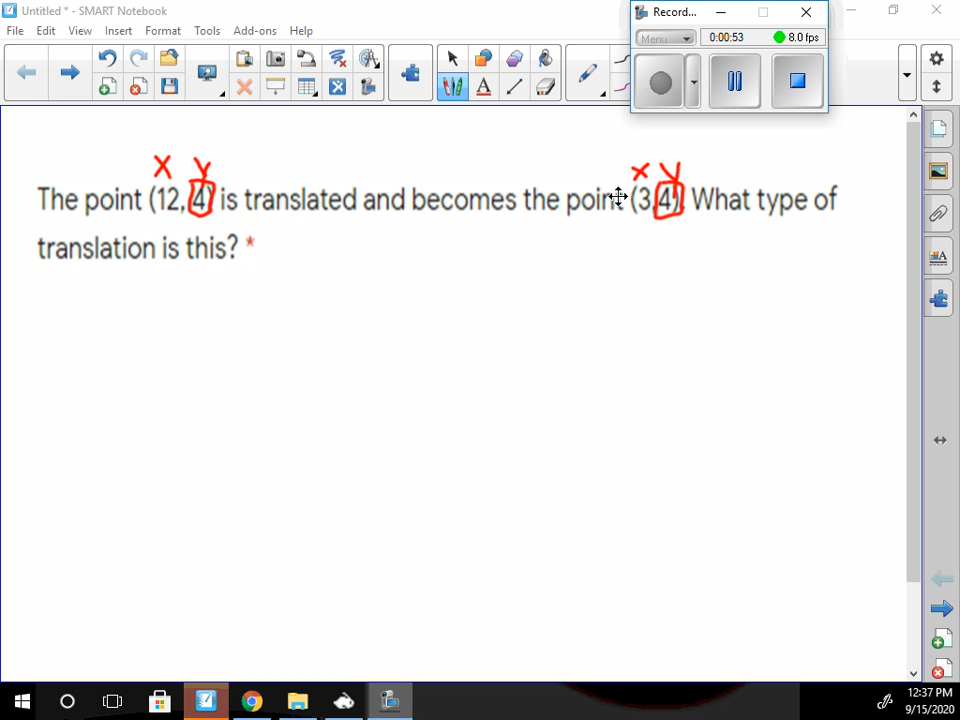 Untitled * - SMART Notebook
Record...
File Edit View Insert Format Tools Add-ons Help
Menu
0:00:53
8.0 fps
A
X Y X Y
The point (12, 4) is translated and becomes the point (3,4). What type of
translation is this? *
12:37 PM
9/15/2020